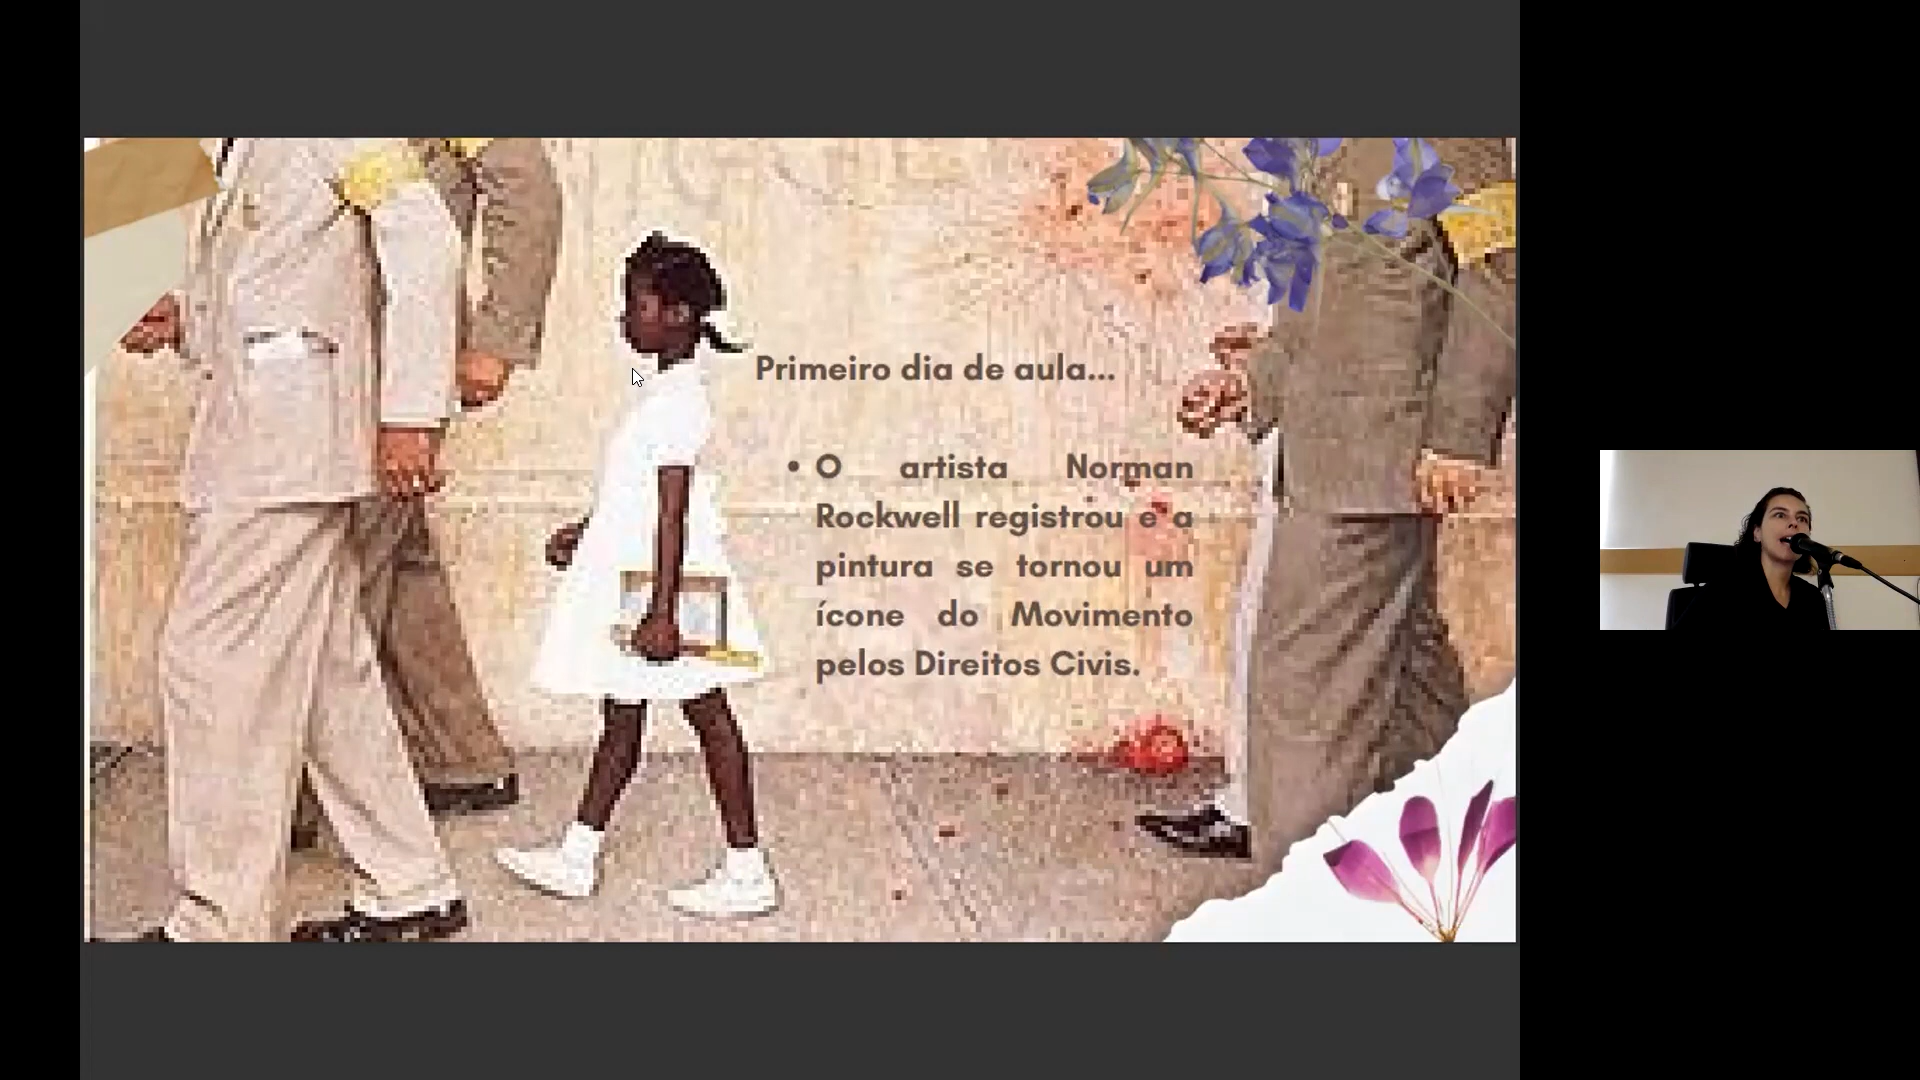 Primeiro dia de aula...
• O artista Norman
Rockwell registrou e a
pintura se tornou um
ícone do Movimento
pelos Direitos Civis.